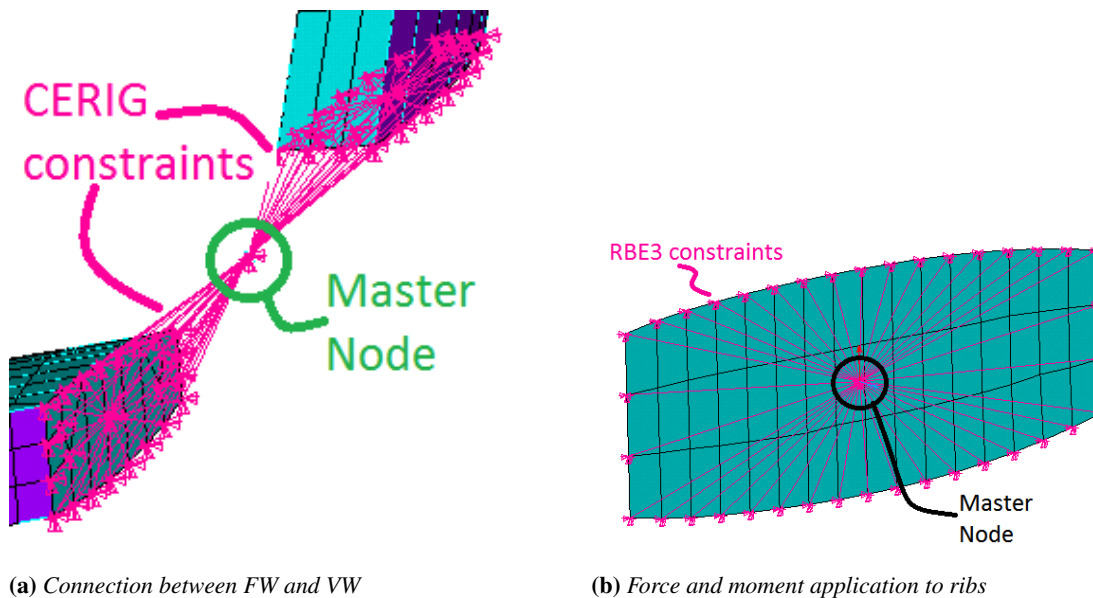 CERIG
constraints
Master
Node
RBE3 constraints
Master
Node
(a) Connection between FW and VW
(b) Force and moment application to ribs